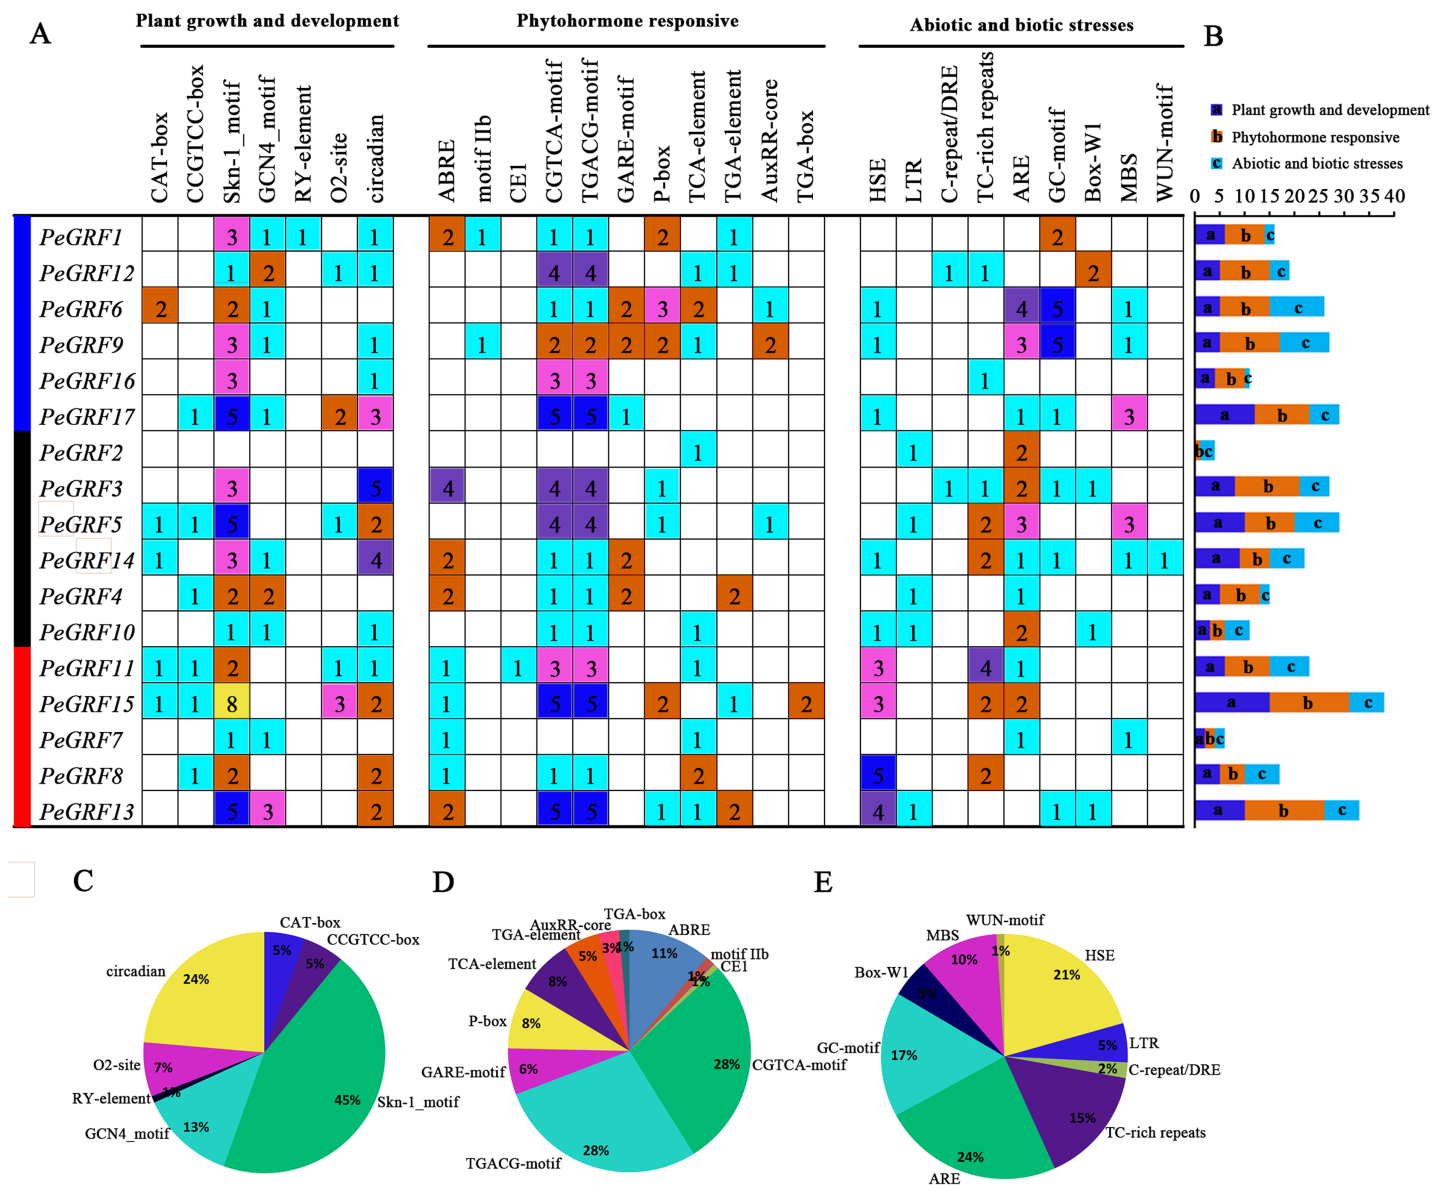 A
Plant growth and development
Phytohormone responsive
Abiotic and biotic stresses
B
CAT-box
CCGTCC-box
Skn-1_motif
GCN4_motif
RY-element
O2-site
circadian
ABRE
motif IIb
CE1
CGTCA-motif
TGACG-motif
GARE-motif
P-box
TCA-element
TGA-element
AuxRR-core
TGA-box
HSE
LTR
C-repeat/DRE
TC-rich repeats
ARE
GC-motif
Box-W1
MBS
WUN-motif
a Plant growth and development
b Phytohormone responsive
c Abiotic and biotic stresses
0 5 10 15 20 25 30 35 40
PeGRF1 3 1 1 1 2 1 1 1 2 1 2 a b c
PeGRF12 1 2 1 1 4 4 1 1 1 1 2 a b c
PeGRF6 2 2 1 1 1 2 3 2 1 1 4 5 1 a b c
PeGRF9 3 1 1 1 2 2 2 2 1 2 1 3 5 1 a b c
PeGRF16 3 1 3 3 1 a b c
PeGRF17 1 5 1 2 3 5 5 1 1 1 1 3 a b c
PeGRF2 1 1 2 b c
PeGRF3 3 5 4 4 4 1 1 1 2 1 1 a b c
PeGRF5 1 1 5 1 2 4 4 1 1 1 2 3 3 a b c
PeGRF14 1 3 1 4 2 1 1 2 1 2 1 1 1 1 a b c
PeGRF4 1 2 2 2 1 1 2 2 1 1 a b c
PeGRF10 1 1 1 1 1 1 1 1 2 1 a b c
PeGRF11 1 1 2 1 1 1 1 3 3 1 3 4 1 a b c
PeGRF15 1 1 8 3 2 1 5 5 2 1 2 3 2 2 a b c
PeGRF7 1 1 1 1 1 1 a b c
PeGRF8 1 2 2 1 1 1 2 5 2 a b c
PeGRF13 5 3 2 2 5 5 1 1 2 4 1 1 1 a b c
C
CAT-box
5%
CCGTCC-box
5%
Skn-1_motif
45%
GCN4_motif
13%
RY-element
1%
O2-site
7%
circadian
24%
D
ABRE
11%
motif IIb
1%
CE1
1%
CGTCA-motif
28%
TGACG-motif
28%
GARE-motif
6%
P-box
8%
TCA-element
8%
TGA-element
5%
AuxRR-core
3%
TGA-box
1%
E
HSE
21%
LTR
5%
C-repeat/DRE
2%
TC-rich repeats
15%
ARE
24%
GC-motif
17%
Box-W1
5%
MBS
10%
WUN-motif
1%